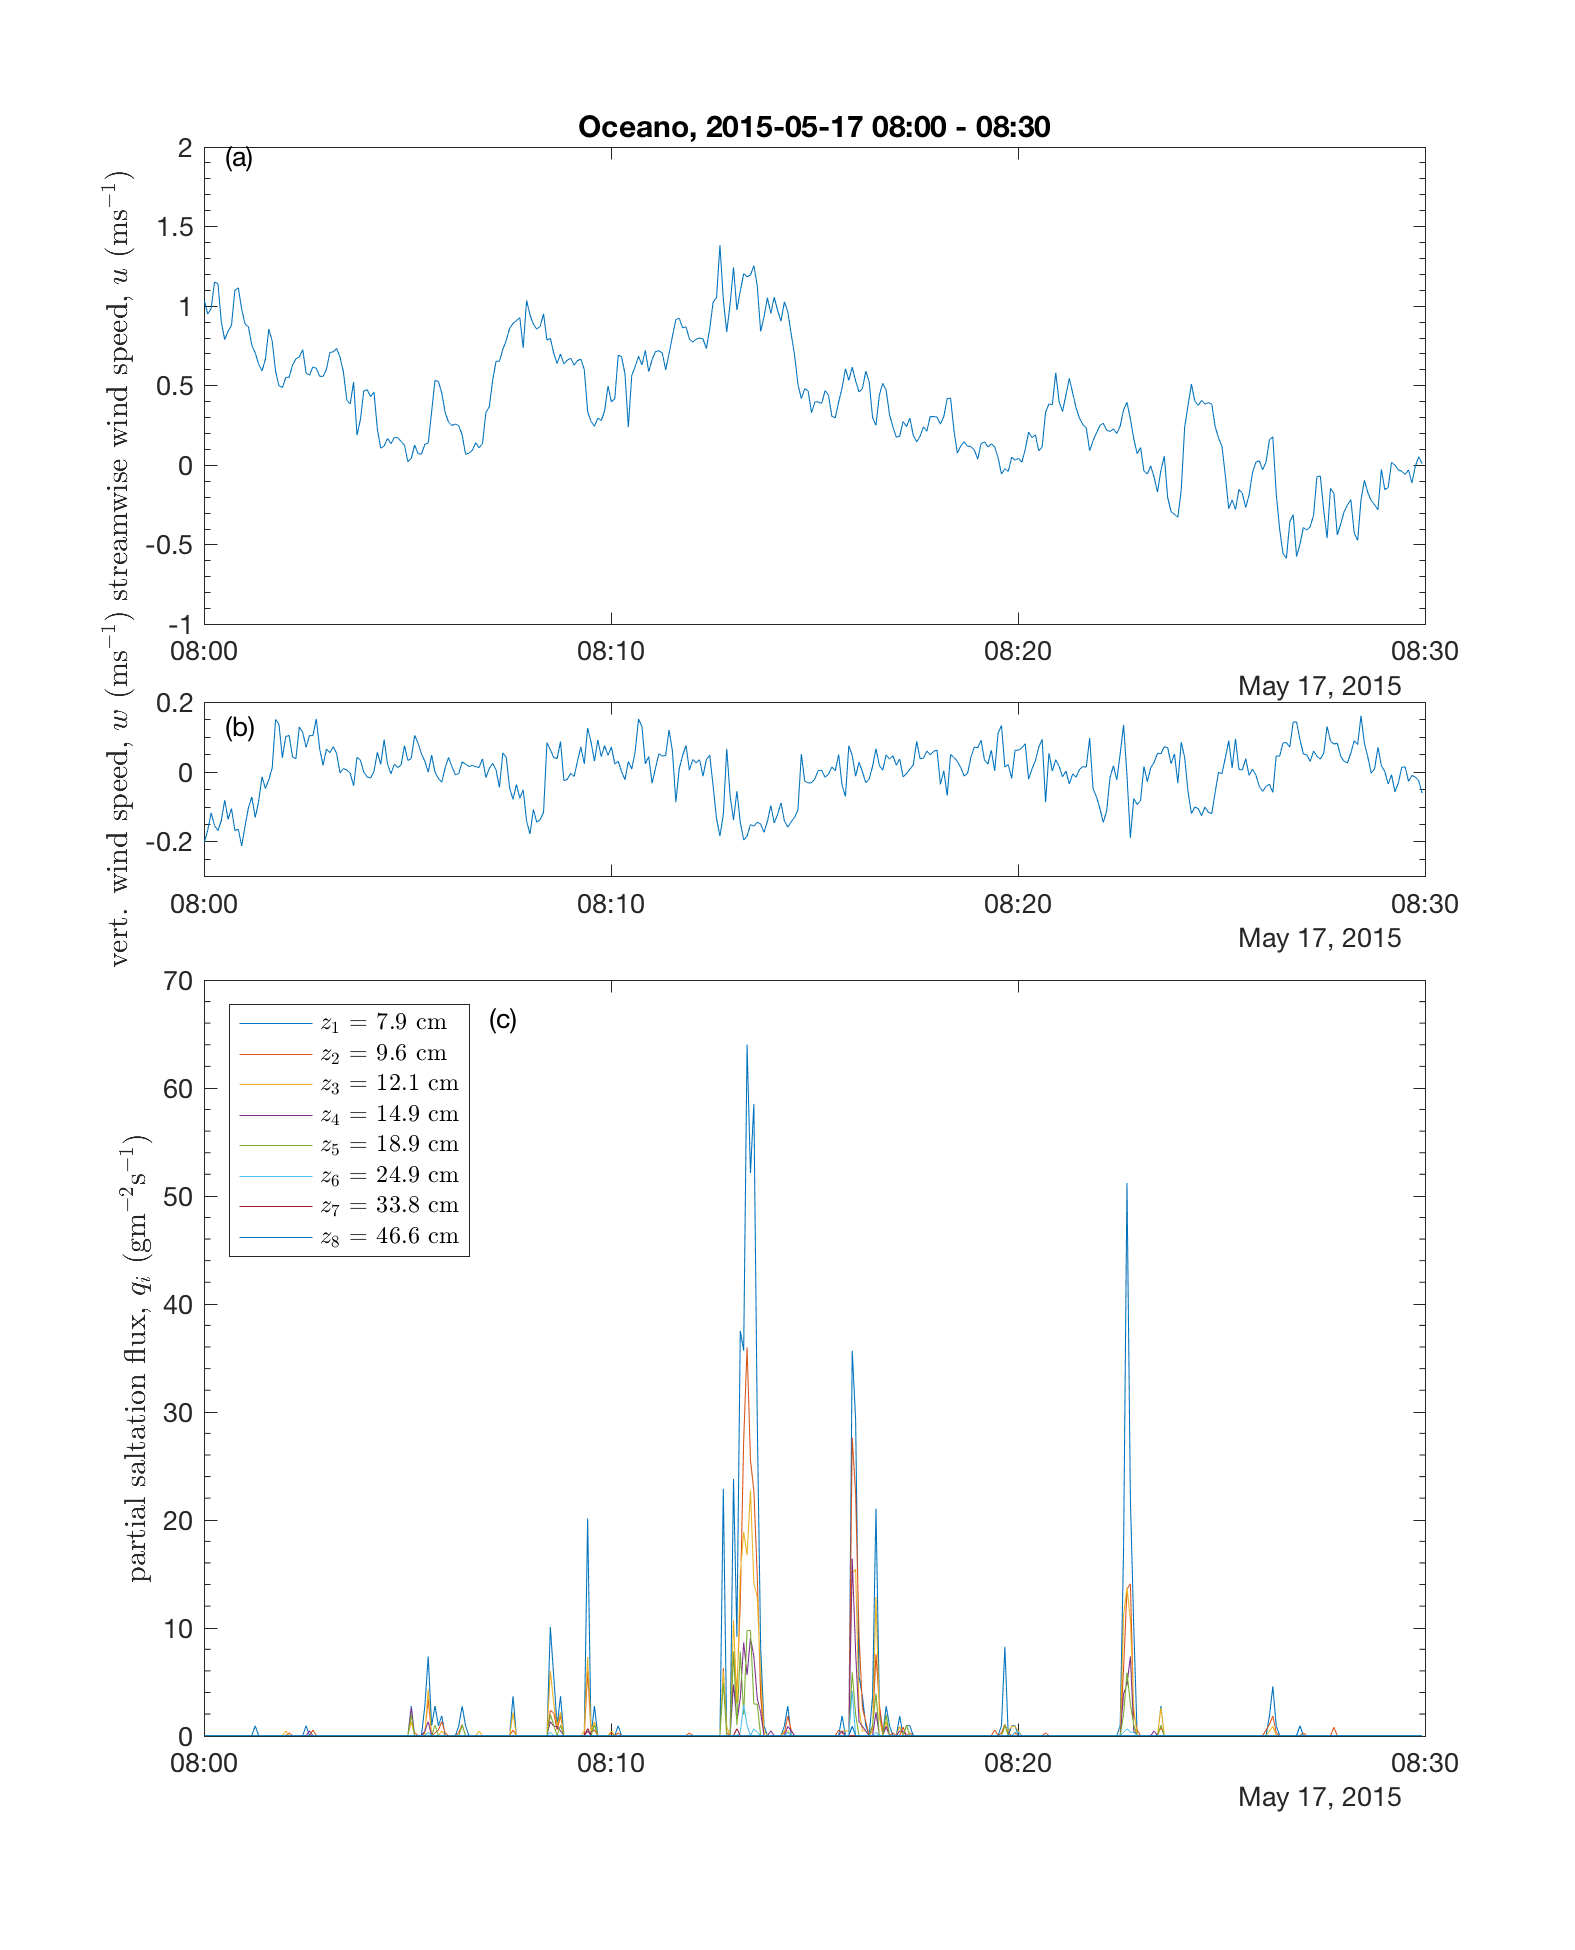 Oceano, 2015-05-17 08:00 - 08:30
(a)
streamwise wind speed, u (ms⁻¹)
2
1.5
1
0.5
0
-0.5
-1
08:00 08:10 08:20 08:30
May 17, 2015
(b)
vert. wind speed, w (ms⁻¹)
0.2
0
-0.2
08:00 08:10 08:20 08:30
May 17, 2015
(c)
partial saltation flux, qᵢ (gm⁻²s⁻¹)
70
60
50
40
30
20
10
0
z₁ = 7.9 cm
z₂ = 9.6 cm
z₃ = 12.1 cm
z₄ = 14.9 cm
z₅ = 18.9 cm
z₆ = 24.9 cm
z₇ = 33.8 cm
z₈ = 46.6 cm
08:00 08:10 08:20 08:30
May 17, 2015